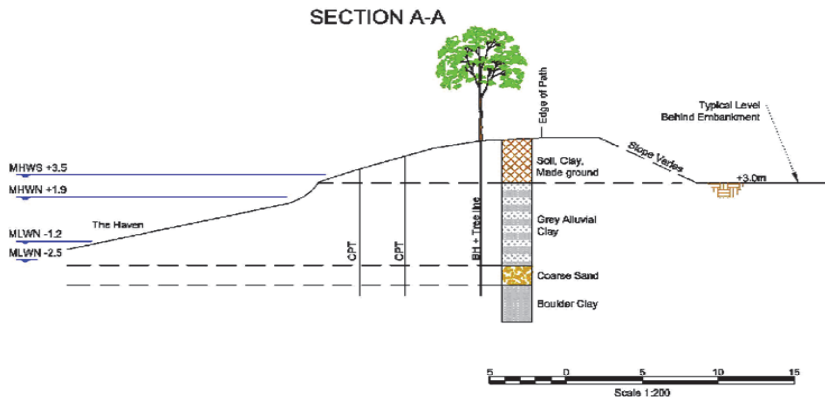 SECTION A-A
Edge of Path
Typical Level
Behind Embankment
MHWS +3.5
Soil, Clay,
Made ground
Slope Varies
+3.0m
MHWN +1.9
The Haven
Grey Alluvial
Clay
MLWN -1.2
MLWN -2.5
CPT
CPT
BH + Tree line
Coarse Sand
Boulder Clay
5 0 5 10 15
Scale 1:200